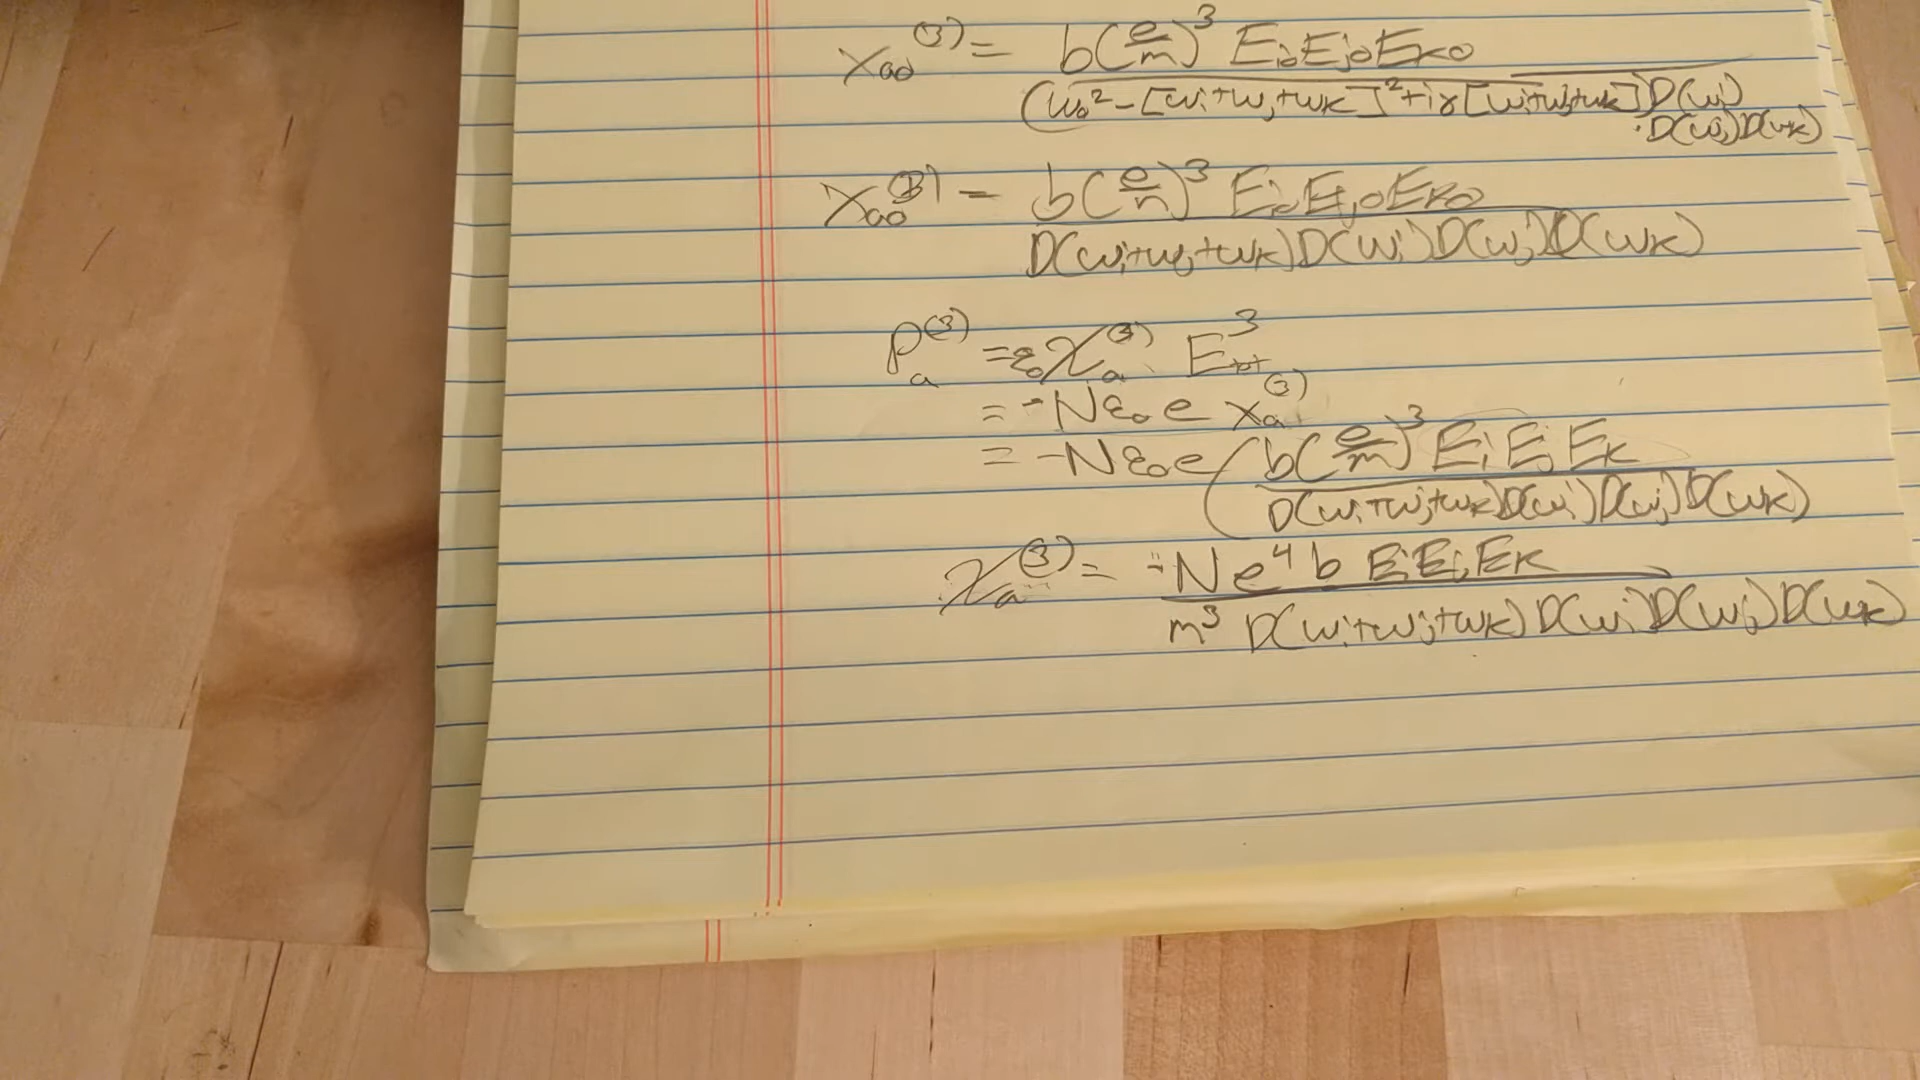 x_{a0}^{(3)} = b(e/m)^3 E_{i0}E_{j0}E_{k0}
(ω_0^2 - [ω_i+ω_j+ω_k]^2 + iγ[ω_i+ω_j+ω_k])D(ω_i)
·D(ω_j)D(ω_k)
x_{a0}^{(3)} = b(e/m)^3 E_{i0}E_{j0}E_{k0}
D(ω_i+ω_j+ω_k)D(ω_i)D(ω_j)D(ω_k)
P_a^{(3)} = ε_0 χ_a^{(3)} E_{tot}^3
= -Nε_0 e x_a^{(3)}
= -Nε_0 e ( b(e/m)^3 E_i E_j E_k
D(ω_i+ω_j+ω_k)D(ω_i)D(ω_j)D(ω_k)
χ_a^{(3)} = -N e^4 b E_i E_j E_k
m^3 D(ω_i+ω_j+ω_k)D(ω_i)D(ω_j)D(ω_k)